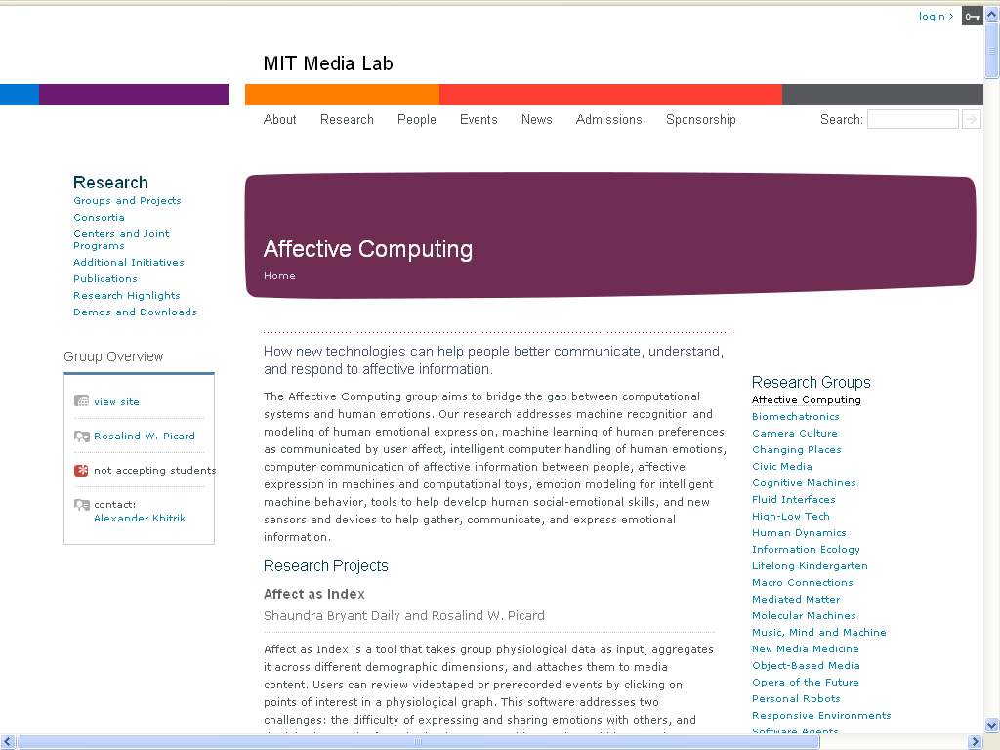 login ›
MIT Media Lab
About Research People Events News Admissions Sponsorship Search:
Research
Groups and Projects
Consortia
Centers and Joint
Programs
Additional Initiatives
Publications
Research Highlights
Demos and Downloads
Group Overview
view site
Rosalind W. Picard
not accepting students
contact:
Alexander Khitrik
Affective Computing
Home
How new technologies can help people better communicate, understand,
and respond to affective information.
The Affective Computing group aims to bridge the gap between computational
systems and human emotions. Our research addresses machine recognition and
modeling of human emotional expression, machine learning of human preferences
as communicated by user affect, intelligent computer handling of human emotions,
computer communication of affective information between people, affective
expression in machines and computational toys, emotion modeling for intelligent
machine behavior, tools to help develop human social-emotional skills, and new
sensors and devices to help gather, communicate, and express emotional
information.
Research Projects
Affect as Index
Shaundra Bryant Daily and Rosalind W. Picard
Affect as Index is a tool that takes group physiological data as input, aggregates
it across different demographic dimensions, and attaches them to media
content. Users can review videotaped or prerecorded events by clicking on
points of interest in a physiological graph. This software addresses two
challenges: the difficulty of expressing and sharing emotions with others, and
Research Groups
Affective Computing
Biomechatronics
Camera Culture
Changing Places
Civic Media
Cognitive Machines
Fluid Interfaces
High-Low Tech
Human Dynamics
Information Ecology
Lifelong Kindergarten
Macro Connections
Mediated Matter
Molecular Machines
Music, Mind and Machine
New Media Medicine
Object-Based Media
Opera of the Future
Personal Robots
Responsive Environments
Software Agents